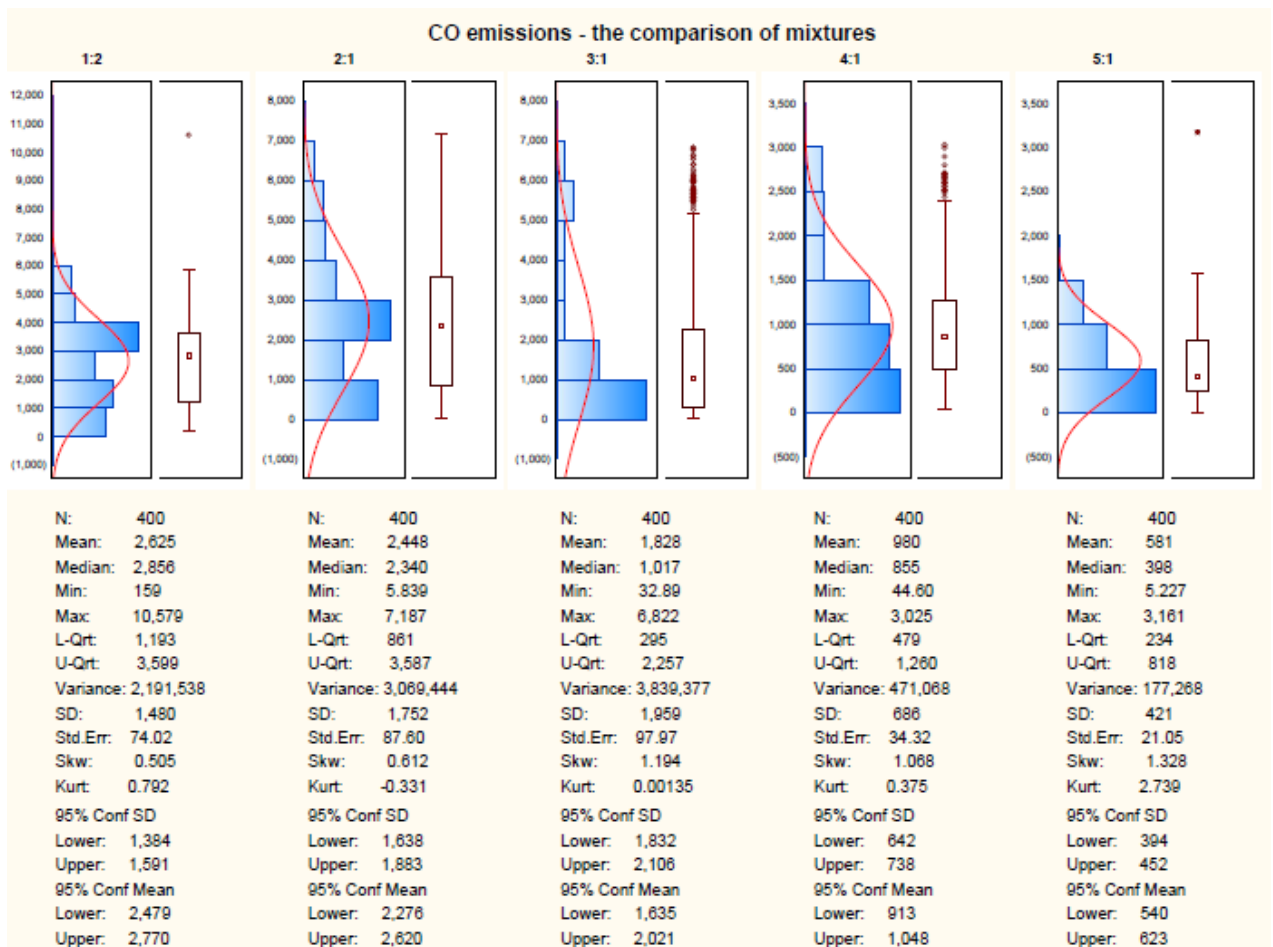 CO emissions - the comparison of mixtures
1:2 2:1 3:1 4:1 5:1
12,000
11,000
10,000
9,000
8,000
7,000
6,000
5,000
4,000
3,000
2,000
1,000
0
(1,000)
8,000
7,000
6,000
5,000
4,000
3,000
2,000
1,000
0
(1,000)
8,000
7,000
6,000
5,000
4,000
3,000
2,000
1,000
0
(1,000)
3,500
3,000
2,500
2,000
1,500
1,000
500
0
(500)
3,500
3,000
2,000
1,500
1,000
500
0
(500)
N: 400
Mean: 2,625
Median: 2,856
Min: 159
Max: 10,579
L-Qrt: 1,193
U-Qrt: 3,599
Variance: 2,191,538
SD: 1,480
Std.Err: 74.02
Skw: 0.505
Kurt: 0.792
95% Conf SD
Lower: 1,384
Upper: 1,591
95% Conf Mean
Lower: 2,479
Upper: 2,770
N: 400
Mean: 2,448
Median: 2,340
Min: 5.839
Max: 7,187
L-Qrt: 861
U-Qrt: 3,587
Variance: 3,069,444
SD: 1,752
Std.Err: 87.60
Skw: 0.612
Kurt: -0.331
95% Conf SD
Lower: 1,638
Upper: 1,883
95% Conf Mean
Lower: 2,276
Upper: 2,620
N: 400
Mean: 1,828
Median: 1,017
Min: 32.89
Max: 6,822
L-Qrt: 295
U-Qrt: 2,257
Variance: 3,839,377
SD: 1,959
Std.Err: 97.97
Skw: 1.194
Kurt: 0.00135
95% Conf SD
Lower: 1,832
Upper: 2,106
95% Conf Mean
Lower: 1,635
Upper: 2,021
N: 400
Mean: 980
Median: 855
Min: 44.60
Max: 3,025
L-Qrt: 479
U-Qrt: 1,260
Variance: 471,068
SD: 686
Std.Err: 34.32
Skw: 1.068
Kurt: 0.375
95% Conf SD
Lower: 642
Upper: 738
95% Conf Mean
Lower: 913
Upper: 1,048
N: 400
Mean: 581
Median: 398
Min: 5.227
Max: 3,161
L-Qrt: 234
U-Qrt: 818
Variance: 177,268
SD: 421
Std.Err: 21.05
Skw: 1.328
Kurt: 2.739
95% Conf SD
Lower: 394
Upper: 452
95% Conf Mean
Lower: 540
Upper: 623